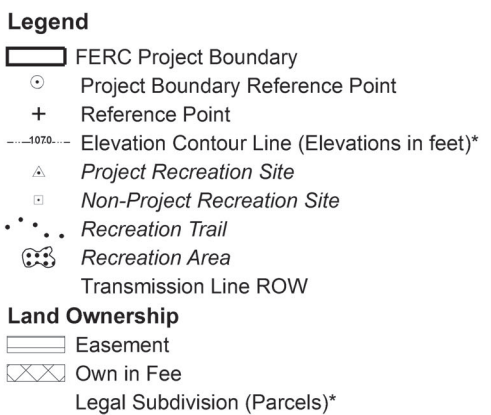 Legend
FERC Project Boundary
Project Boundary Reference Point
Reference Point
1070 Elevation Contour Line (Elevations in feet)*
Project Recreation Site
Non-Project Recreation Site
Recreation Trail
Recreation Area
Transmission Line ROW
Land Ownership
Easement
Own in Fee
Legal Subdivision (Parcels)*